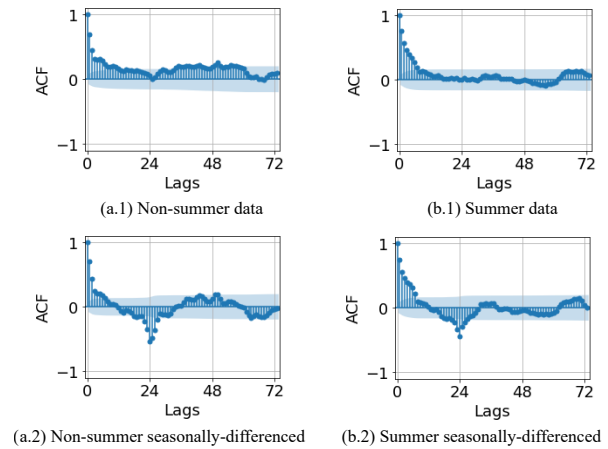 1
0
−1
ACF
0 24 48 72
Lags
(a.1) Non-summer data
1
0
−1
ACF
0 24 48 72
Lags
(b.1) Summer data
1
0
−1
ACF
0 24 48 72
Lags
(a.2) Non-summer seasonally-differenced
1
0
−1
ACF
0 24 48 72
Lags
(b.2) Summer seasonally-differenced